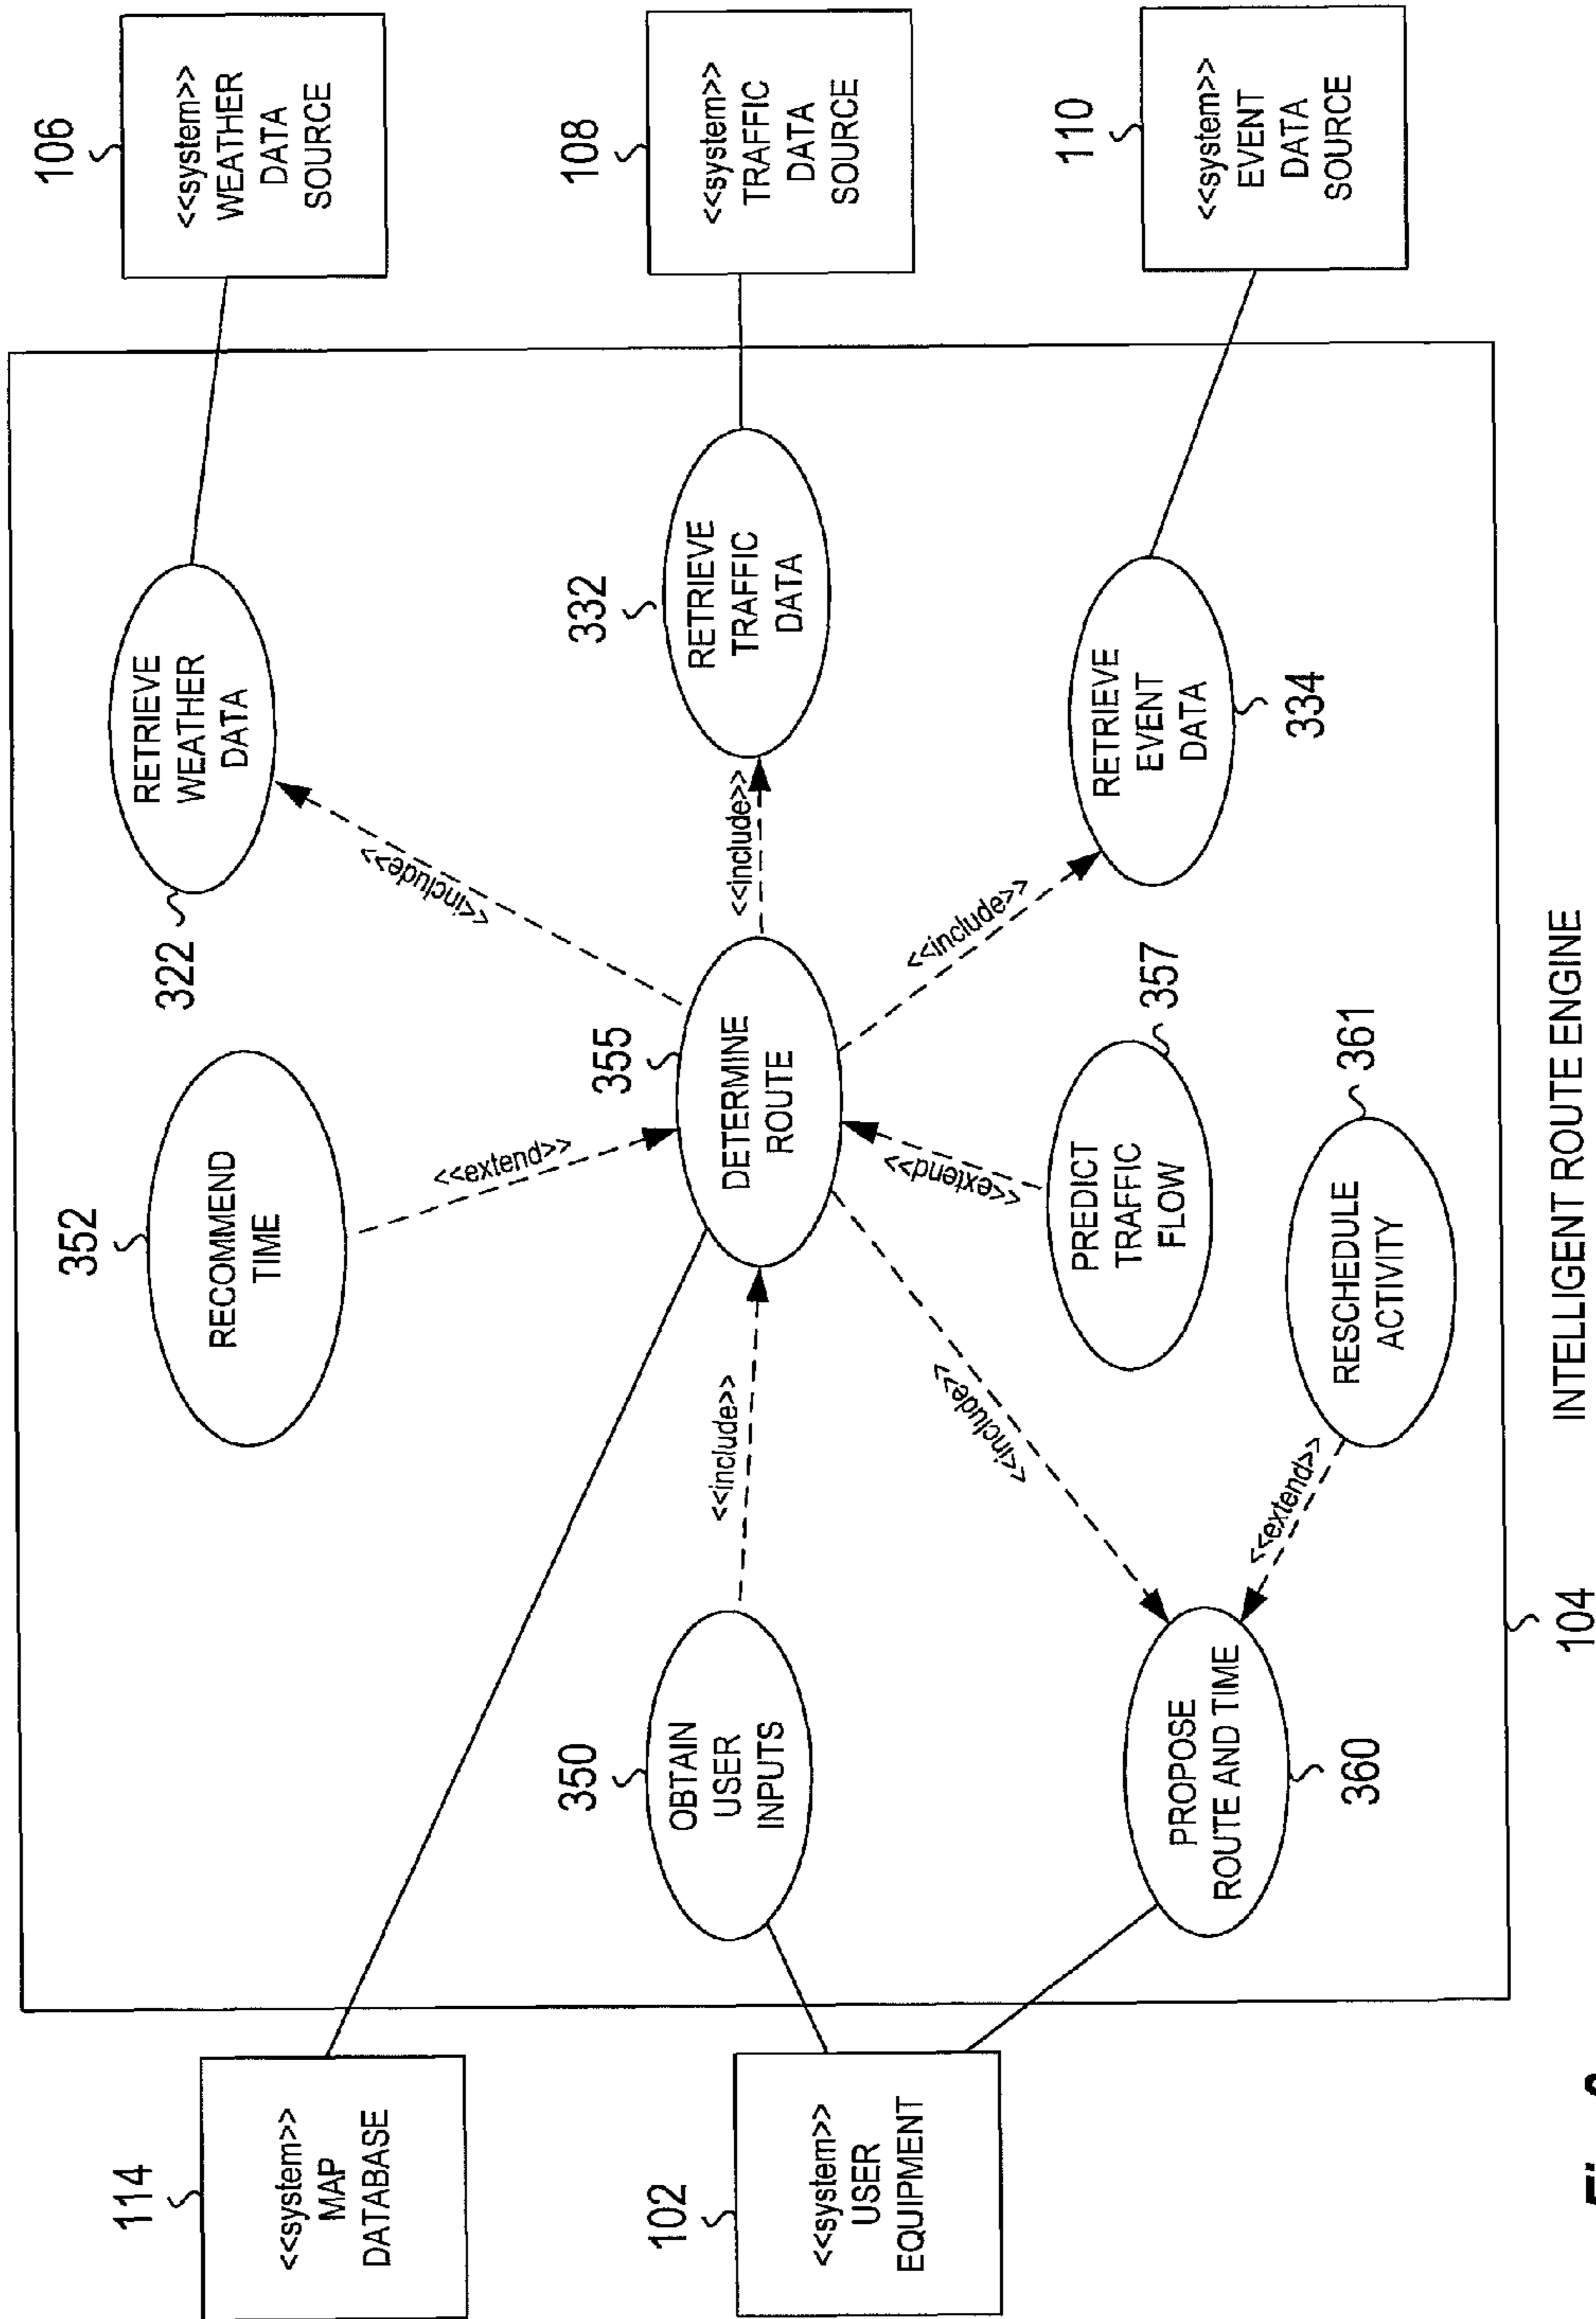 114
<<system>>
MAP
DATABASE
352
RECOMMEND
TIME
322
RETRIEVE
WEATHER
DATA
106
<<system>>
WEATHER
DATA
SOURCE
<<extend>>
<<include>>
102
<<system>>
USER
EQUIPMENT
350
OBTAIN
USER
INPUTS
<<include>>
355
DETERMINE
ROUTE
<<include>>
332
RETRIEVE
TRAFFIC
DATA
108
<<system>>
TRAFFIC
DATA
SOURCE
<<include>>
<<extend>>
<<include>>
PROPOSE
ROUTE AND TIME
360
<<extend>>
PREDICT
TRAFFIC
FLOW
357
RESCHEDULE
ACTIVITY
361
RETRIEVE
EVENT
DATA
334
110
<<system>>
EVENT
DATA
SOURCE
104
INTELLIGENT ROUTE ENGINE